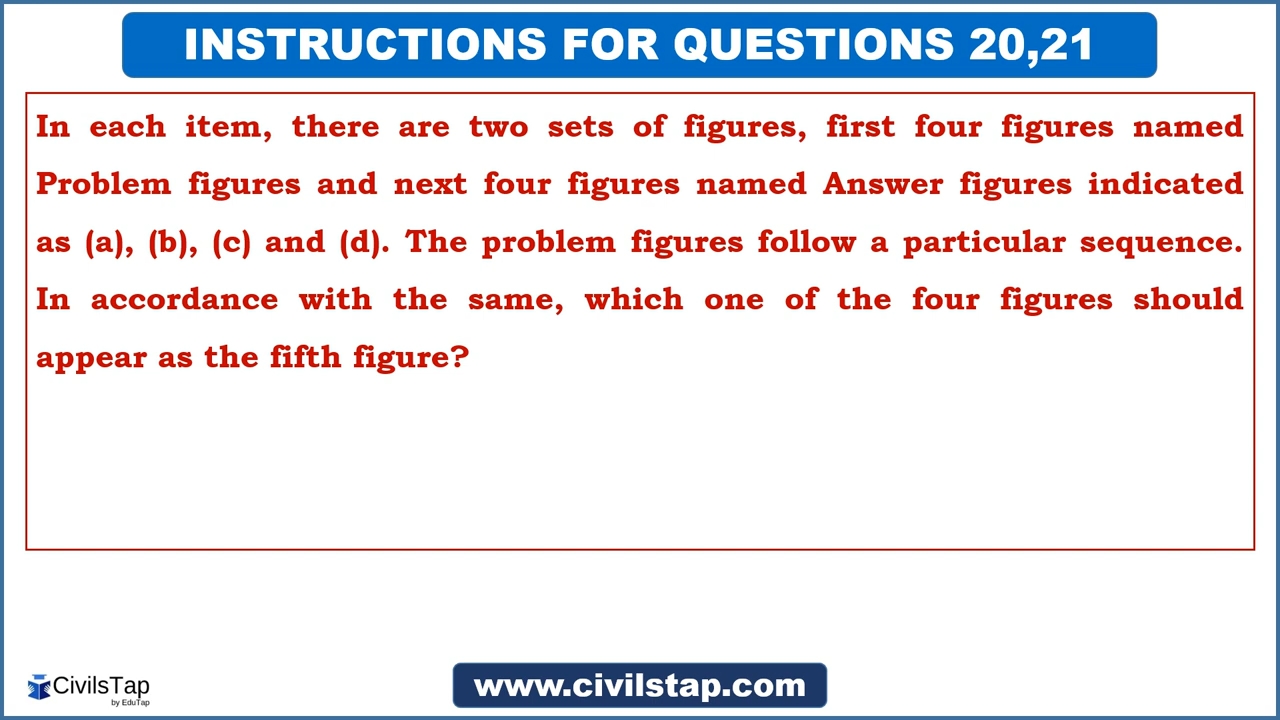 INSTRUCTIONS FOR QUESTIONS 20,21
In each item, there are two sets of figures, first four figures named
Problem figures and next four figures named Answer figures indicated
as (a), (b), (c) and (d). The problem figures follow a particular sequence.
In accordance with the same, which one of the four figures should
appear as the fifth figure?
CivilsTap
by EduTap
www.civilstap.com